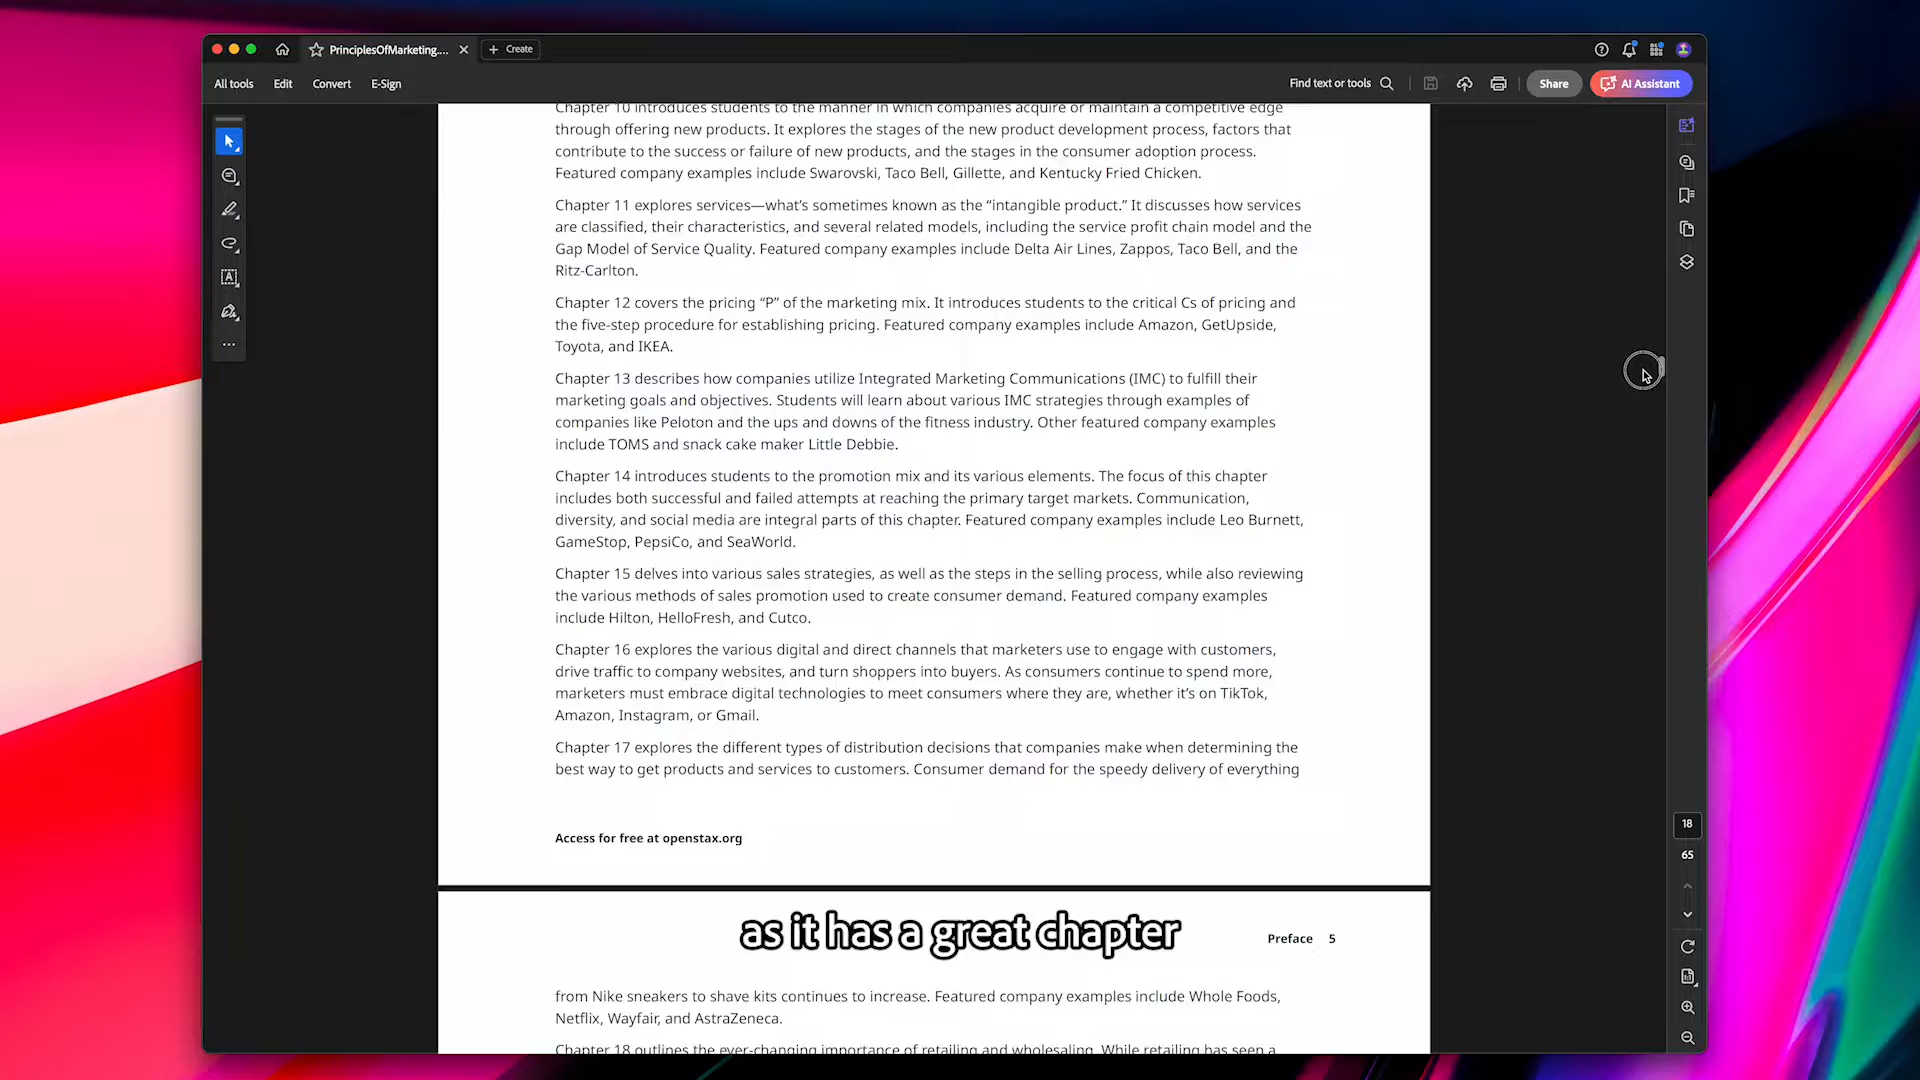 PrinciplesOfMarketing....
Create
All tools
Edit
Convert
E-Sign
Find text or tools
Share
AI Assistant
Chapter 10 introduces students to the manner in which companies acquire or maintain a competitive edge
through offering new products. It explores the stages of the new product development process, factors that
contribute to the success or failure of new products, and the stages in the consumer adoption process.
Featured company examples include Swarovski, Taco Bell, Gillette, and Kentucky Fried Chicken.
Chapter 11 explores services—what’s sometimes known as the “intangible product.” It discusses how services
are classified, their characteristics, and several related models, including the service profit chain model and the
Gap Model of Service Quality. Featured company examples include Delta Air Lines, Zappos, Taco Bell, and the
Ritz-Carlton.
Chapter 12 covers the pricing “P” of the marketing mix. It introduces students to the critical Cs of pricing and
the five-step procedure for establishing pricing. Featured company examples include Amazon, GetUpside,
Toyota, and IKEA.
Chapter 13 describes how companies utilize Integrated Marketing Communications (IMC) to fulfill their
marketing goals and objectives. Students will learn about various IMC strategies through examples of
companies like Peloton and the ups and downs of the fitness industry. Other featured company examples
include TOMS and snack cake maker Little Debbie.
Chapter 14 introduces students to the promotion mix and its various elements. The focus of this chapter
includes both successful and failed attempts at reaching the primary target markets. Communication,
diversity, and social media are integral parts of this chapter. Featured company examples include Leo Burnett,
GameStop, PepsiCo, and SeaWorld.
Chapter 15 delves into various sales strategies, as well as the steps in the selling process, while also reviewing
the various methods of sales promotion used to create consumer demand. Featured company examples
include Hilton, HelloFresh, and Cutco.
Chapter 16 explores the various digital and direct channels that marketers use to engage with customers,
drive traffic to company websites, and turn shoppers into buyers. As consumers continue to spend more,
marketers must embrace digital technologies to meet consumers where they are, whether it’s on TikTok,
Amazon, Instagram, or Gmail.
Chapter 17 explores the different types of distribution decisions that companies make when determining the
best way to get products and services to customers. Consumer demand for the speedy delivery of everything
Access for free at openstax.org
18
65
as it has a great chapter
Preface 5
from Nike sneakers to shave kits continues to increase. Featured company examples include Whole Foods,
Netflix, Wayfair, and AstraZeneca.
Chapter 18 outlines the ever-changing importance of retailing and wholesaling. While retailing has seen a